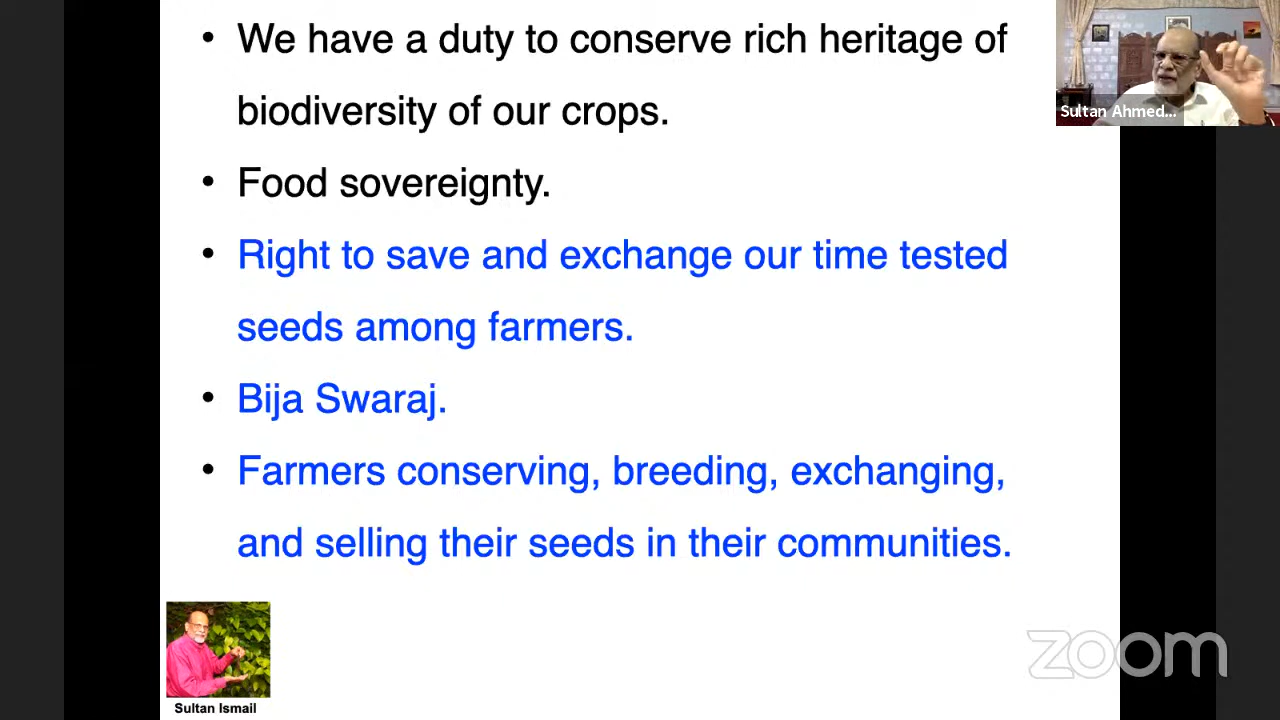 • We have a duty to conserve rich heritage of
biodiversity of our crops.
• Food sovereignty.
• Right to save and exchange our time tested
seeds among farmers.
• Bija Swaraj.
• Farmers conserving, breeding, exchanging,
and selling their seeds in their communities.
Sultan Ahmed...
Sultan Ismail
zoom